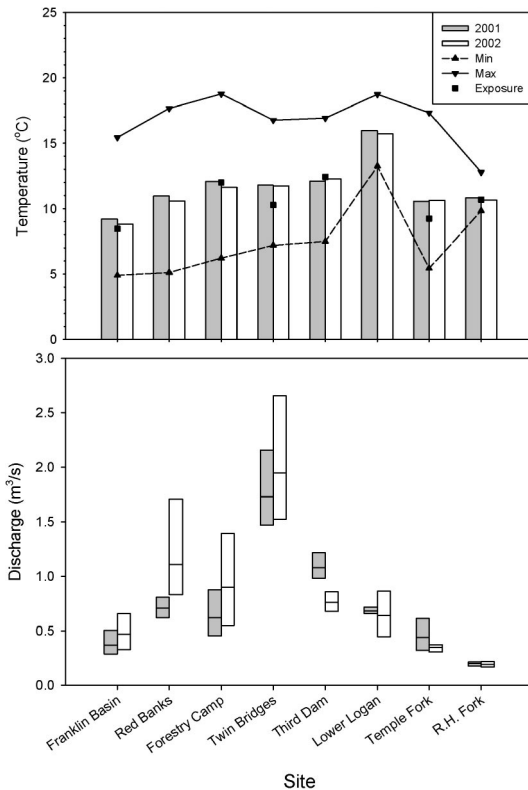 25
20
15
10
5
0
Temperature (°C)
2001
2002
Min
Max
Exposure
3.0
2.5
2.0
1.5
1.0
0.5
0.0
Discharge (m³/s)
Franklin Basin
Red Banks
Forestry Camp
Twin Bridges
Third Dam
Lower Logan
Temple Fork
R.H. Fork
Site